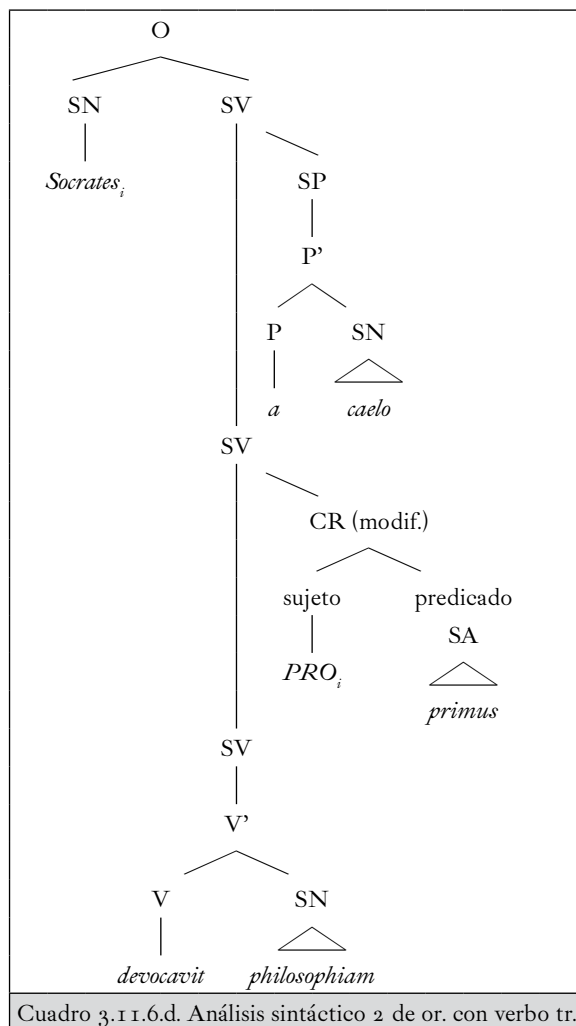 O
SN SV
Socratesᵢ
SP
P'
P SN
a caelo
SV
CR (modif.)
sujeto predicado
SA
PROᵢ
primus
SV
V'
V SN
devocavit philosophiam
Cuadro 3.11.6.d. Análisis sintáctico 2 de or. con verbo tr.